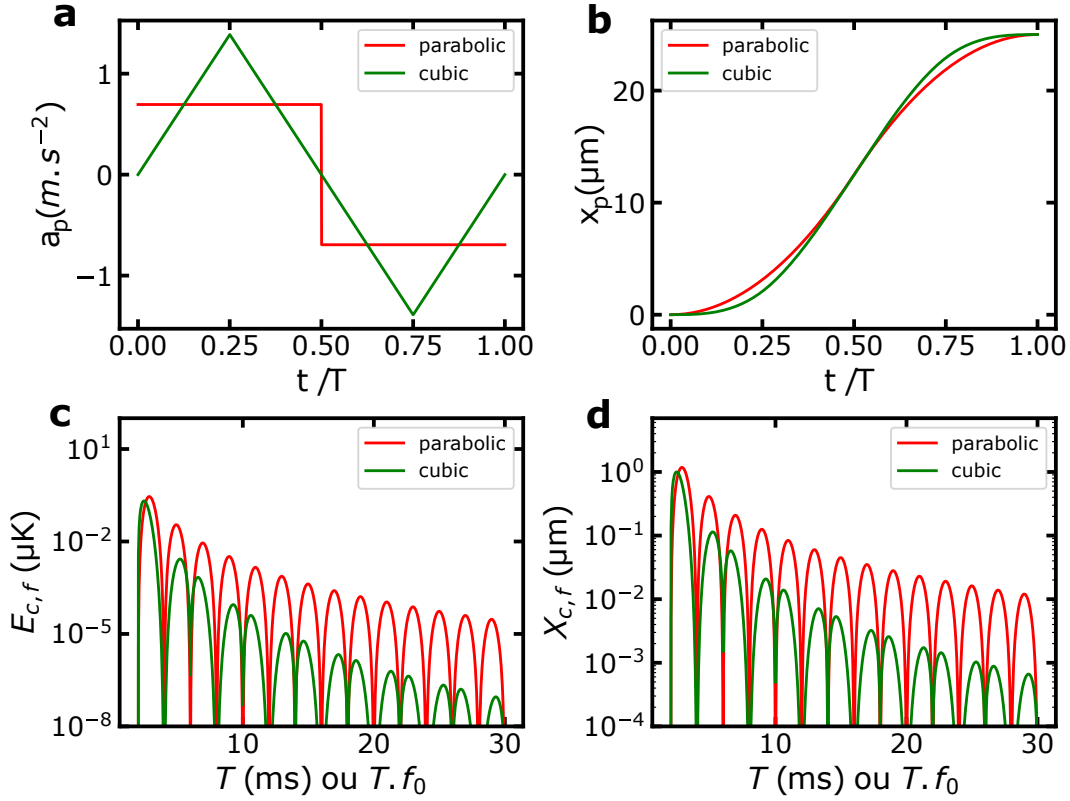 a
parabolic
cubic
1
0
−1
a_p(m.s^{−2})
0.00 0.25 0.50 0.75 1.00
t /T
b
parabolic
cubic
20
10
0
x_p(μm)
0.00 0.25 0.50 0.75 1.00
t /T
c
parabolic
cubic
10^1
10^{−2}
10^{−5}
10^{−8}
E_{c, f} (μK)
10 20 30
T (ms) ou T. f_0
d
parabolic
cubic
10^0
10^{−1}
10^{−2}
10^{−3}
10^{−4}
X_{c, f} (μm)
10 20 30
T (ms) ou T. f_0